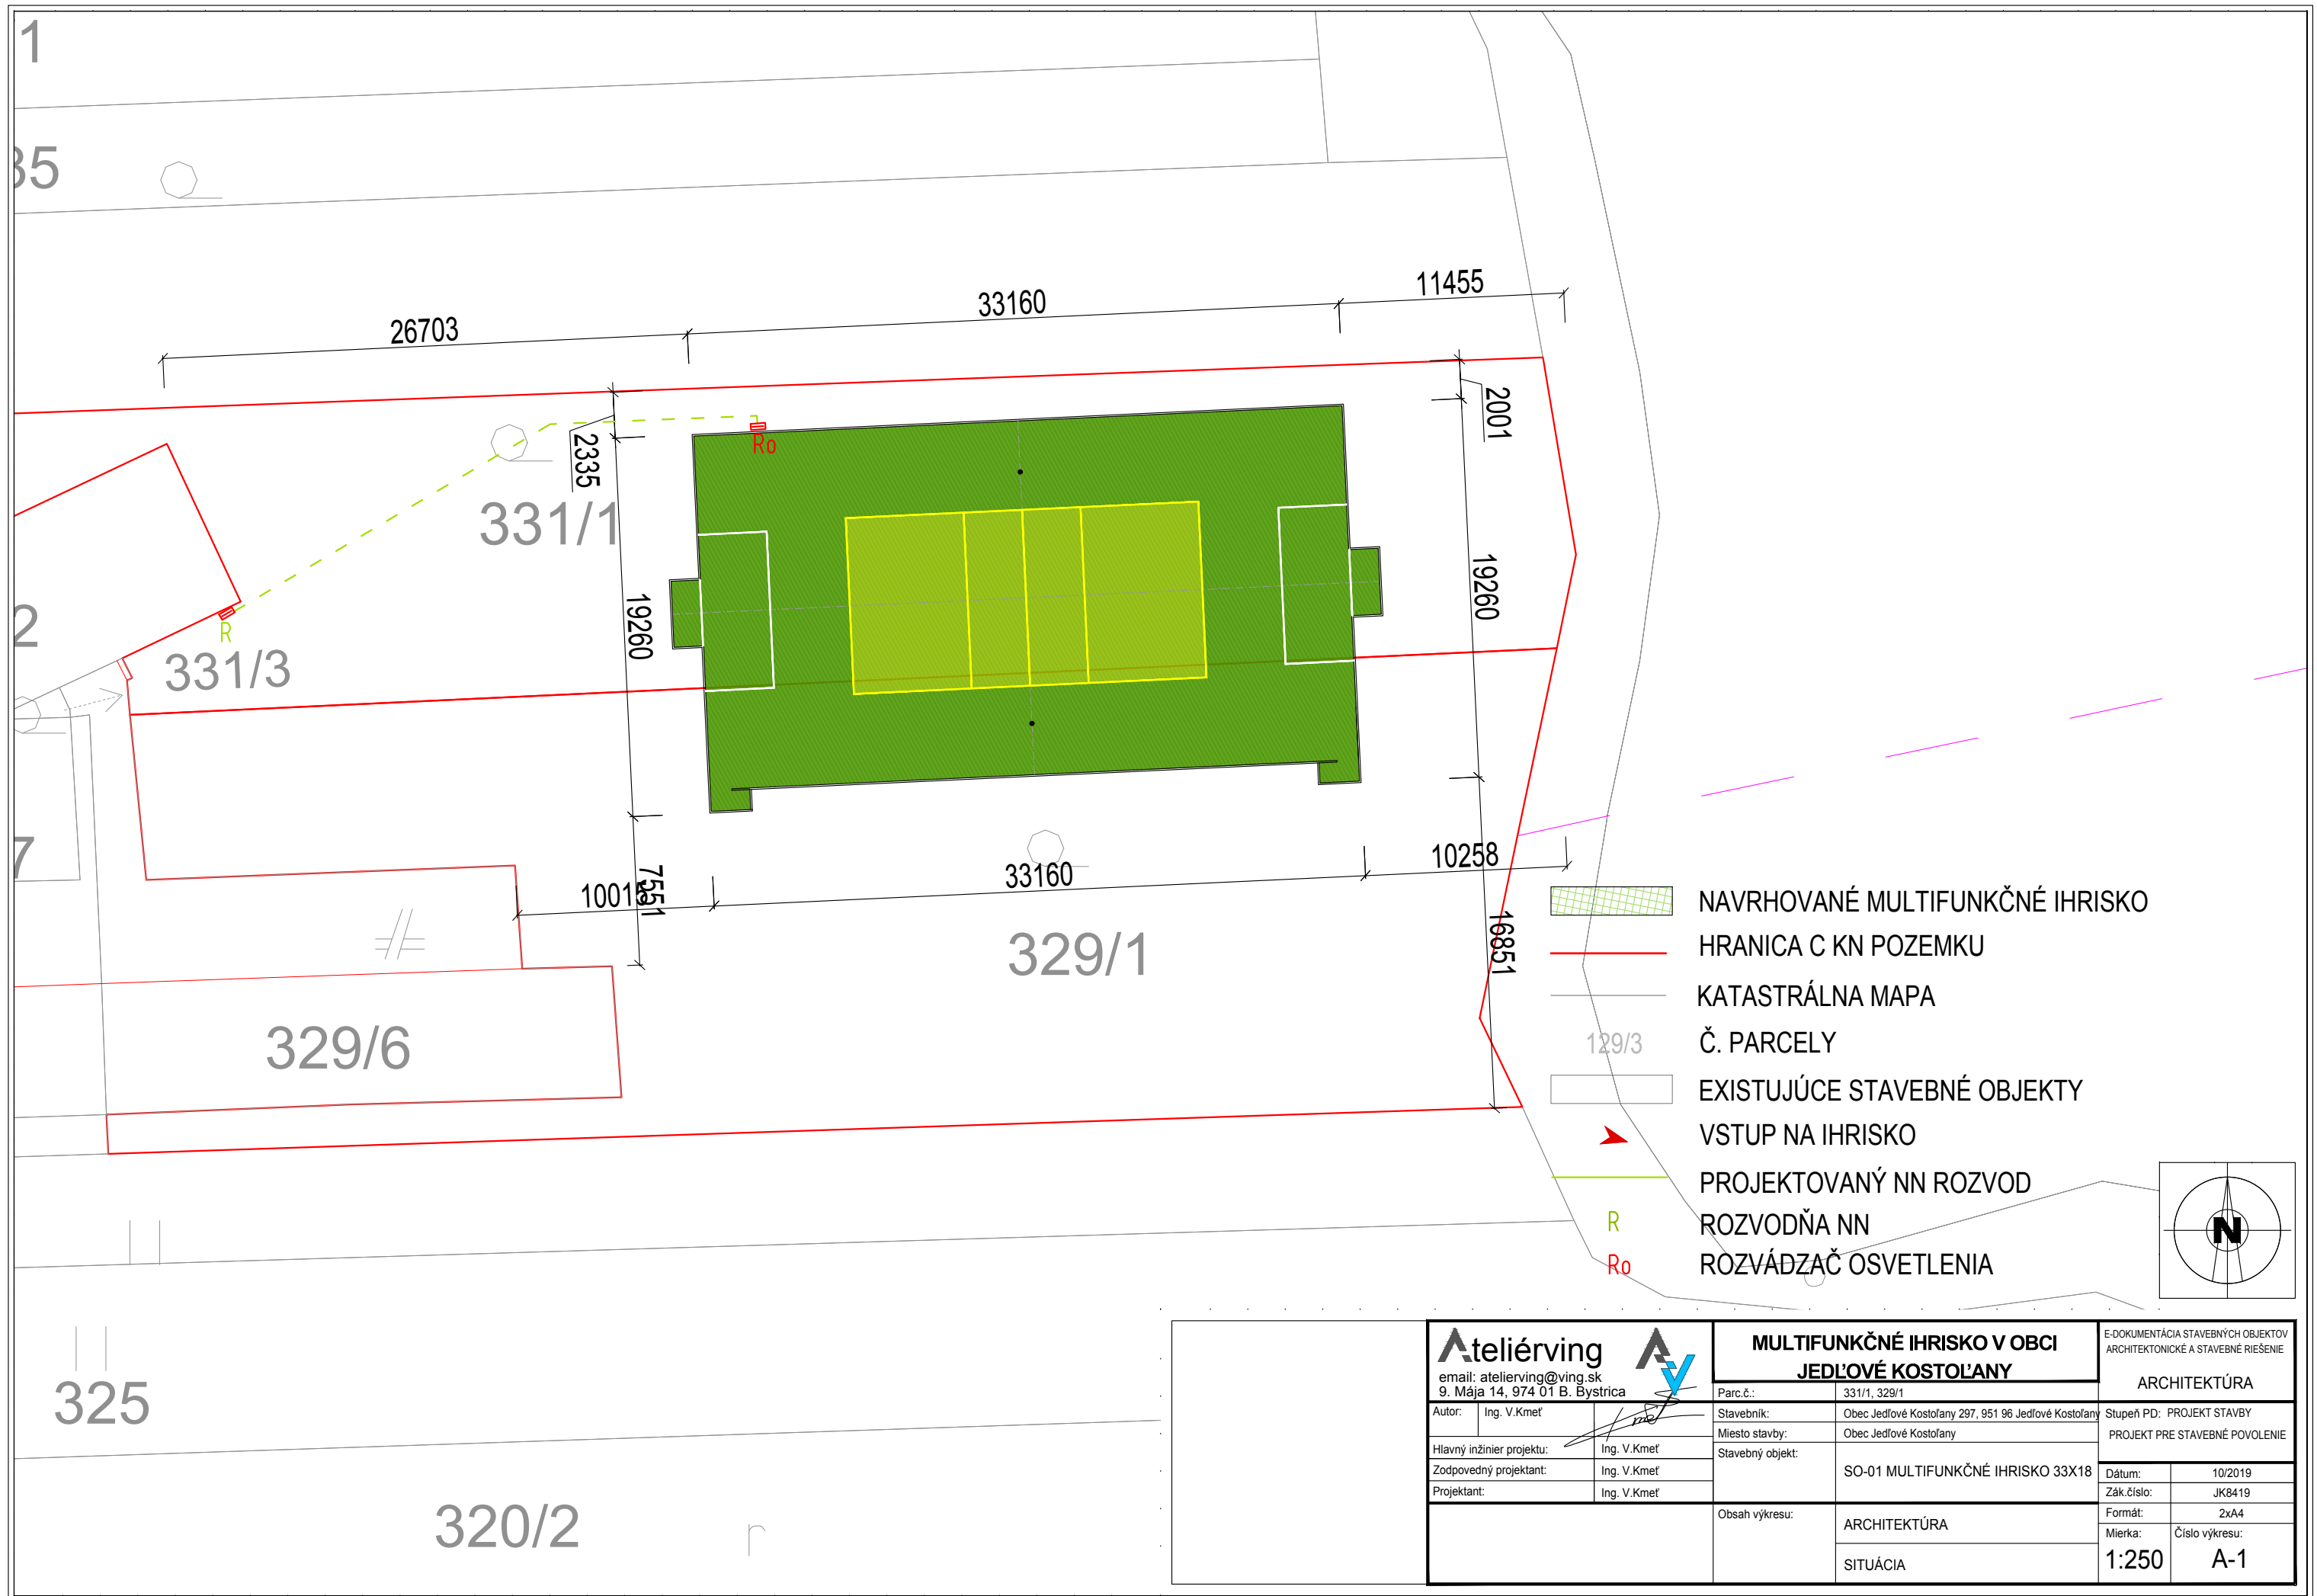 1
35
26703
33160
11455
2001
2335
Ro
331/1
19260
19260
R
2
331/3
7
7551
10015
33160
10258
16851
329/1
329/6
NAVRHOVANÉ MULTIFUNKČNÉ IHRISKO
HRANICA C KN POZEMKU
KATASTRÁLNA MAPA
129/3 Č. PARCELY
EXISTUJÚCE STAVEBNÉ OBJEKTY
VSTUP NA IHRISKO
PROJEKTOVANÝ NN ROZVOD
R ROZVODŇA NN
Ro ROZVÁDZAČ OSVETLENIA
N
325
320/2
Ateliérving
email: atelierving@ving.sk
9. Mája 14, 974 01 B. Bystrica
Autor: Ing. V.Kmeť
Hlavný inžinier projektu: Ing. V.Kmeť
Zodpovedný projektant: Ing. V.Kmeť
Projektant: Ing. V.Kmeť
MULTIFUNKČNÉ IHRISKO V OBCI
JEDĽOVÉ KOSTOĽANY
Parc.č.: 331/1, 329/1
Stavebník: Obec Jedľové Kostoľany 297, 951 96 Jedľové Kostoľany
Miesto stavby: Obec Jedľové Kostoľany
Stavebný objekt:
SO-01 MULTIFUNKČNÉ IHRISKO 33X18
Obsah výkresu:
ARCHITEKTÚRA
SITUÁCIA
E-DOKUMENTÁCIA STAVEBNÝCH OBJEKTOV
ARCHITEKTONICKÉ A STAVEBNÉ RIEŠENIE
ARCHITEKTÚRA
Stupeň PD: PROJEKT STAVBY
PROJEKT PRE STAVEBNÉ POVOLENIE
Dátum: 10/2019
Zák.číslo: JK8419
Formát: 2xA4
Mierka: Číslo výkresu:
1:250 A-1